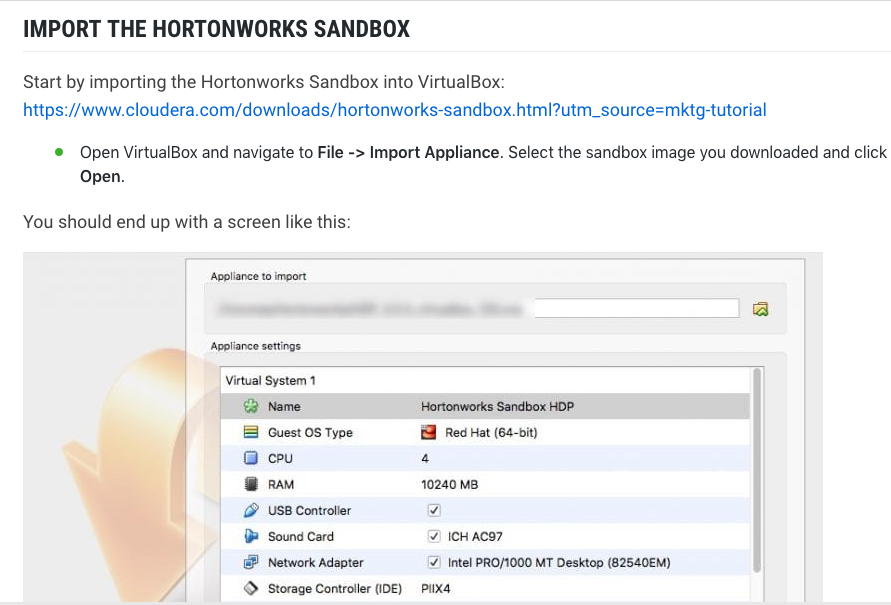 IMPORT THE HORTONWORKS SANDBOX
Start by importing the Hortonworks Sandbox into VirtualBox:
https://www.cloudera.com/downloads/hortonworks-sandbox.html?utm_source=mktg-tutorial
Open VirtualBox and navigate to File -> Import Appliance. Select the sandbox image you downloaded and click
Open.
You should end up with a screen like this:
Appliance to import
Appliance settings
Virtual System 1
Name Hortonworks Sandbox HDP
Guest OS Type Red Hat (64-bit)
CPU 4
RAM 10240 MB
USB Controller
Sound Card ICH AC97
Network Adapter Intel PRO/1000 MT Desktop (82540EM)
Storage Controller (IDE) PIIX4